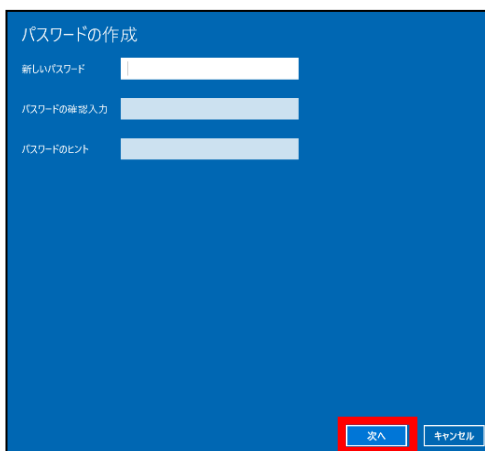 パスワードの作成
新しいパスワード
パスワードの確認入力
パスワードのヒント
次へ キャンセル